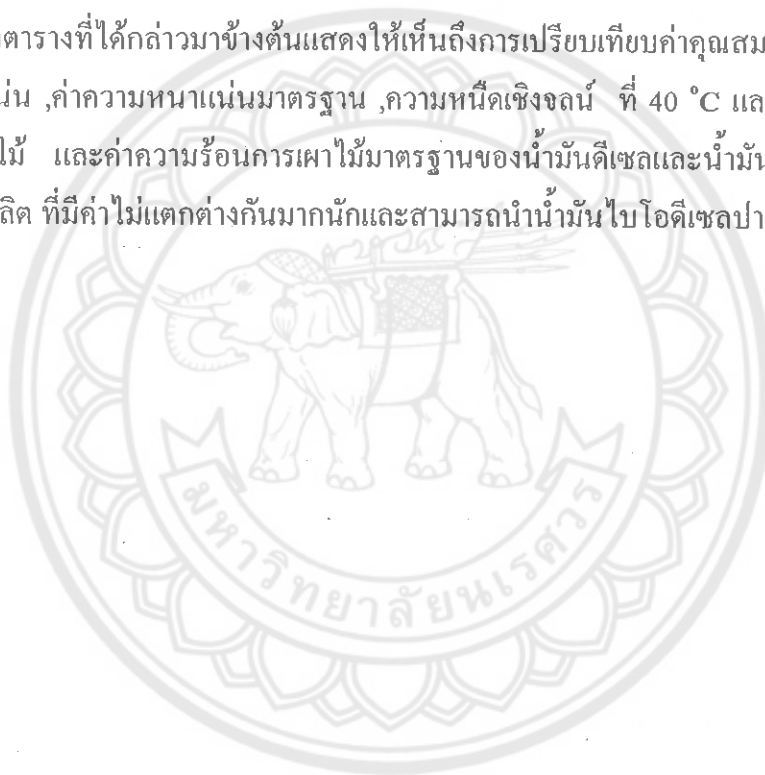 ตารางที่ได้กล่าวมาข้างต้นแสดงให้เห็นถึงการเปรียบเทียบค่าคุณสม
น่น ,ค่าความหนาแน่นมาตรฐาน ,ความหนืดเชิงจลน์ ที่ 40 °C แล
ไม้ และค่าความร้อนการเผาไม้มาตรฐานของน้ำมันดีเซลและน้ำมัน
ลิต ที่มีค่าไม่แตกต่างกันมากนักและสามารถนำน้ำมันไบโอดีเซลปา
มหาวิทยาลัยนเรศวร